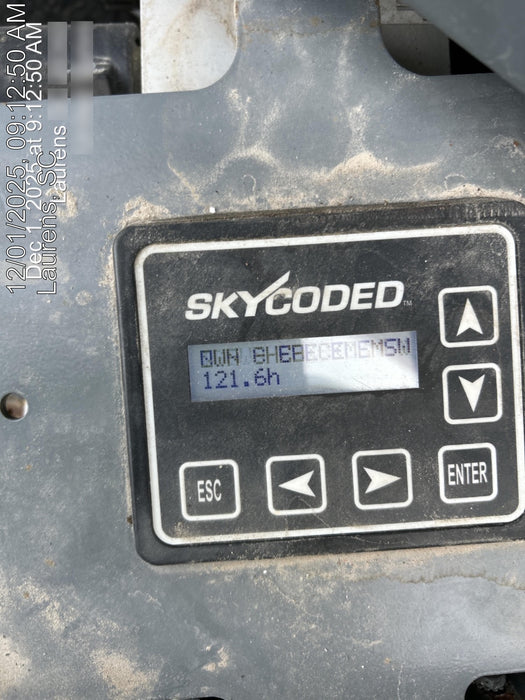 12/01/2025, 09:12:50 AM
Dec 1, 2025 at 9:12:50 AM
Laurens, SC
Laurens
SKYCODED™
121.6h
ESC
ENTER